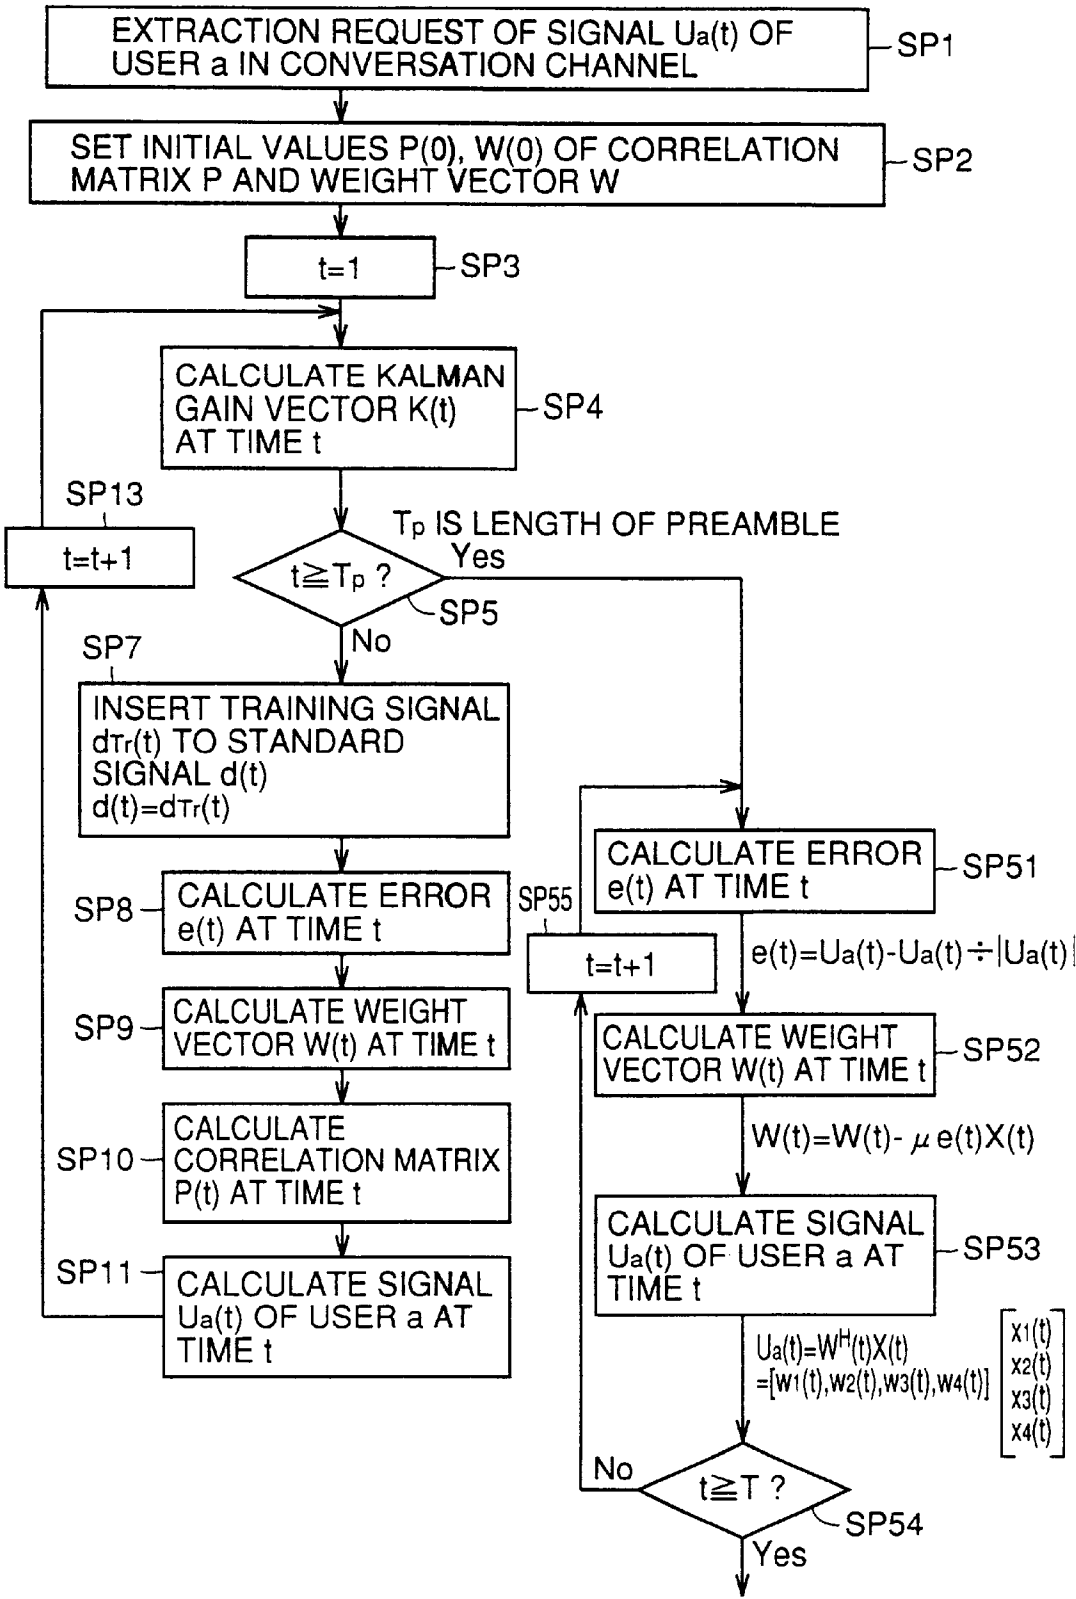 EXTRACTION REQUEST OF SIGNAL Ua(t) OF
USER a IN CONVERSATION CHANNEL
SP1
SET INITIAL VALUES P(0), W(0) OF CORRELATION
MATRIX P AND WEIGHT VECTOR W
SP2
t=1
SP3
CALCULATE KALMAN
GAIN VECTOR K(t)
AT TIME t
SP4
SP13
t=t+1
Tp IS LENGTH OF PREAMBLE
t≧Tp ?
Yes
SP5
No
SP7
INSERT TRAINING SIGNAL
dTr(t) TO STANDARD
SIGNAL d(t)
d(t)=dTr(t)
SP8
CALCULATE ERROR
e(t) AT TIME t
SP9
CALCULATE WEIGHT
VECTOR W(t) AT TIME t
SP10
CALCULATE
CORRELATION MATRIX
P(t) AT TIME t
SP11
CALCULATE SIGNAL
Ua(t) OF USER a AT
TIME t
CALCULATE ERROR
e(t) AT TIME t
SP51
SP55
t=t+1
e(t)=Ua(t)-Ua(t)÷|Ua(t)|
CALCULATE WEIGHT
VECTOR W(t) AT TIME t
SP52
W(t)=W(t)- μ e(t)X(t)
CALCULATE SIGNAL
Ua(t) OF USER a AT
TIME t
SP53
Ua(t)=W^H(t)X(t)
=[w1(t),w2(t),w3(t),w4(t)]
x1(t)
x2(t)
x3(t)
x4(t)
t≧T ?
No
SP54
Yes